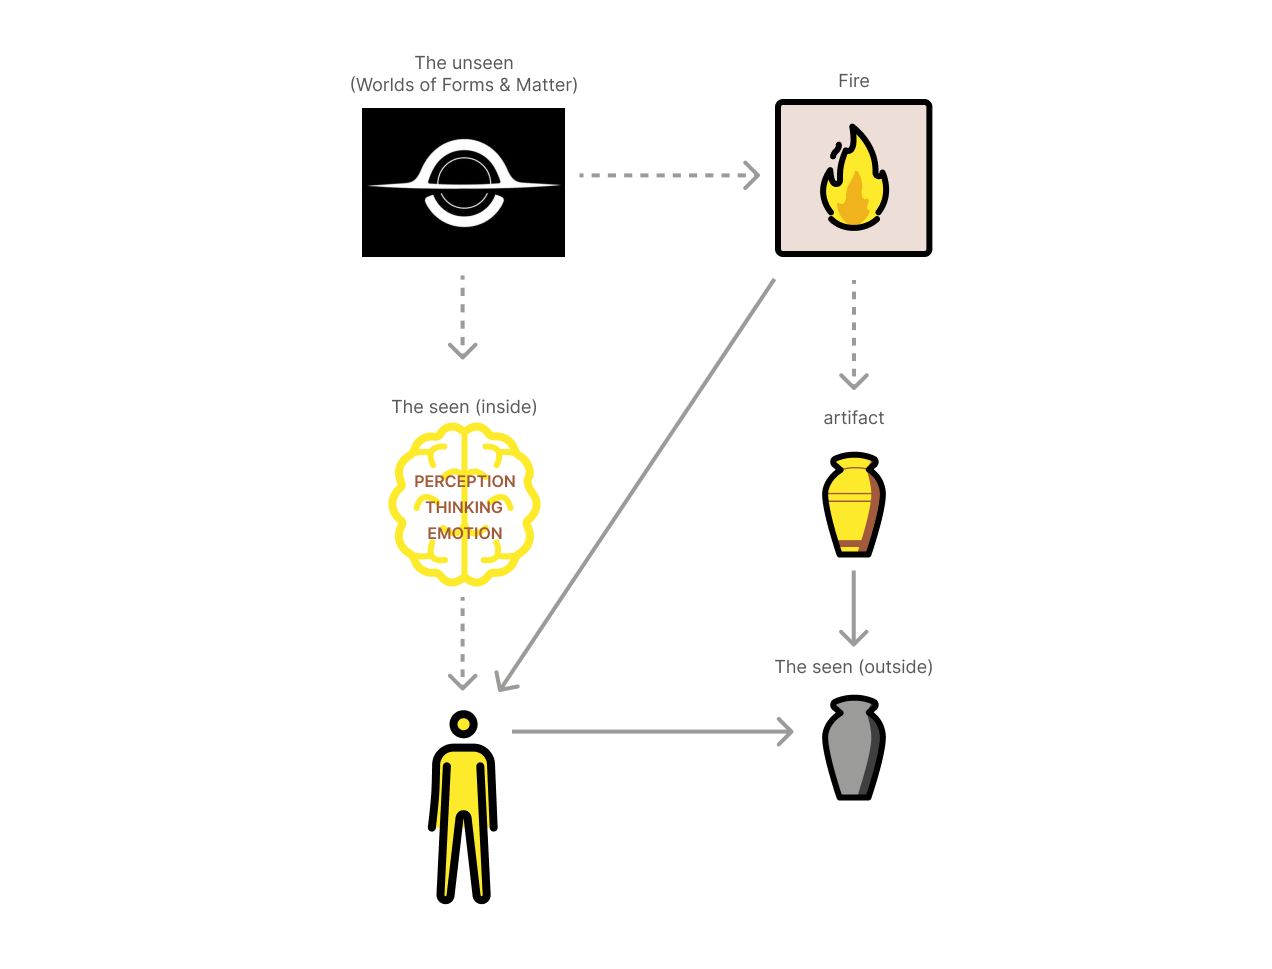 The unseen
(Worlds of Forms & Matter)
Fire
The seen (inside)
PERCEPTION
THINKING
EMOTION
artifact
The seen (outside)